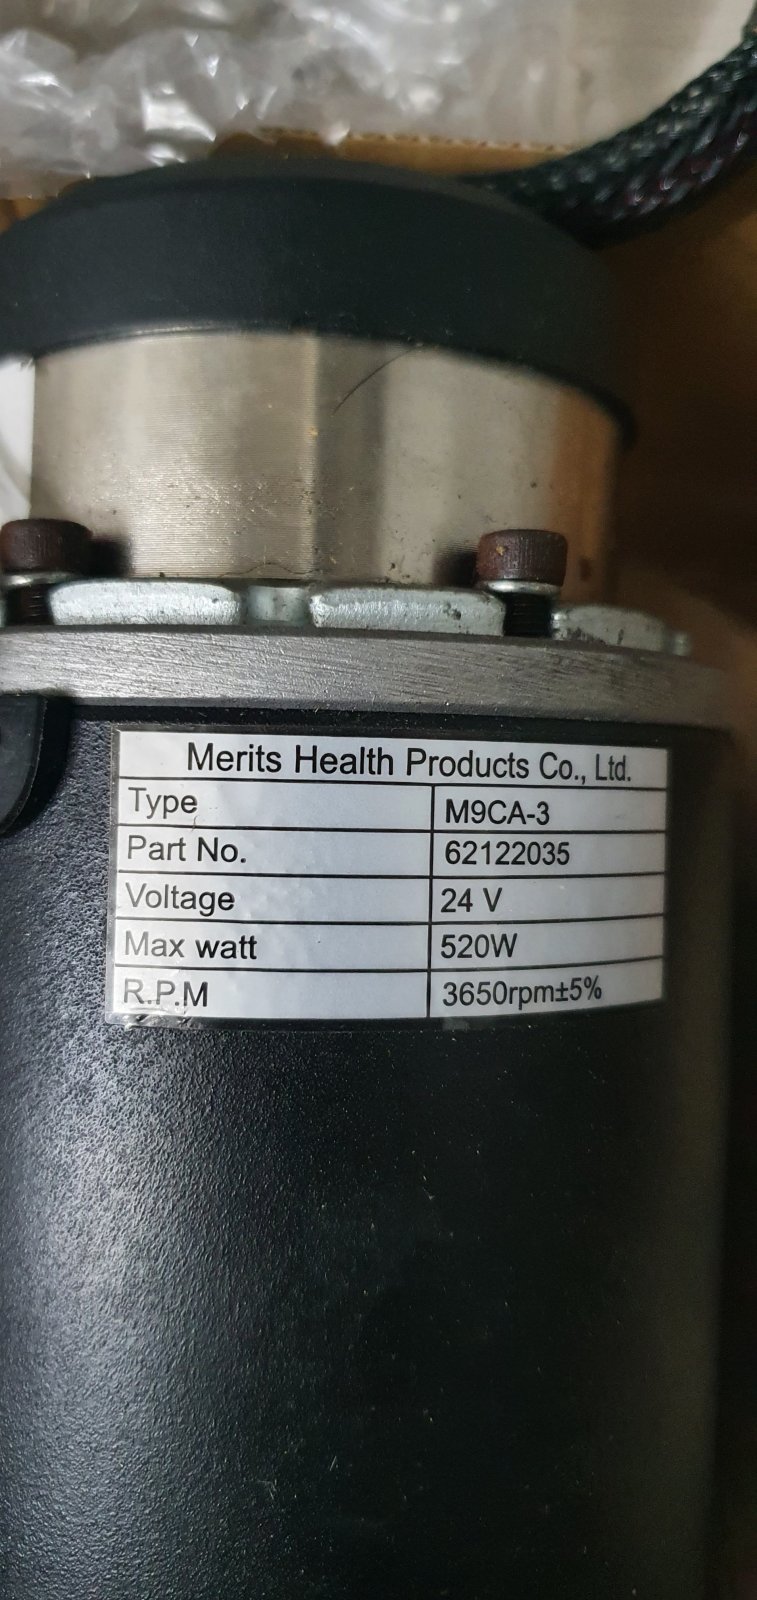 Merits Health Products Co., Ltd.
Type M9CA-3
Part No. 62122035
Voltage 24 V
Max watt 520W
R.P.M 3650rpm±5%